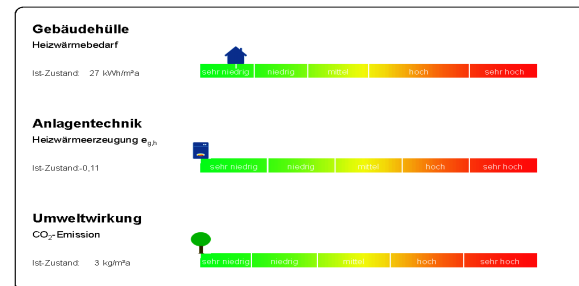 Gebäudehülle
Heizwärmebedarf
Ist-Zustand: 27 kWh/m²a
sehr niedrig niedrig mittel hoch sehr hoch
Anlagentechnik
Heizwärmeerzeugung e g,h
Ist-Zustand:-0,11
sehr niedrig niedrig mittel hoch sehr hoch
Umweltwirkung
CO₂-Emission
Ist-Zustand: 3 kg/m²a
sehr niedrig niedrig mittel hoch sehr hoch